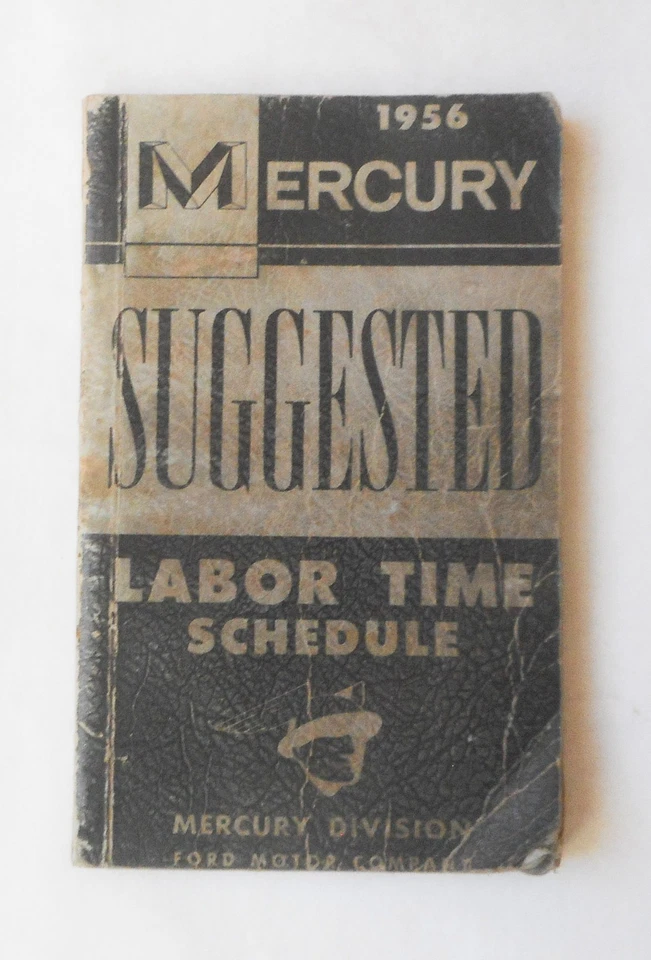 1956
MERCURY
SUGGESTED
LABOR TIME
SCHEDULE
MERCURY DIVISION
FORD MOTOR COMPANY